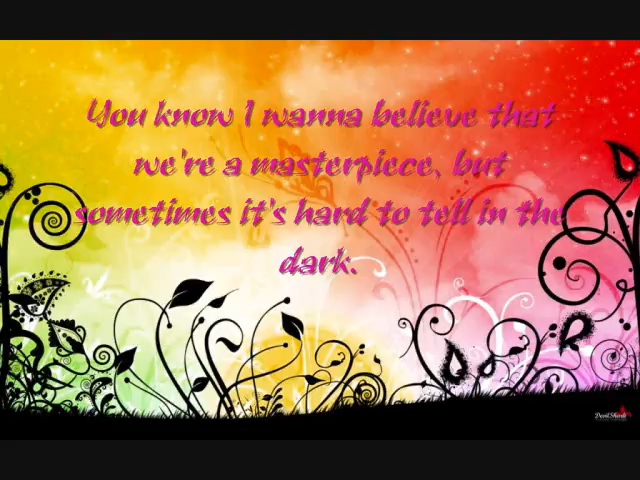 You know I wanna believe that
we're a masterpiece, but
sometimes it's hard to tell in the
dark.